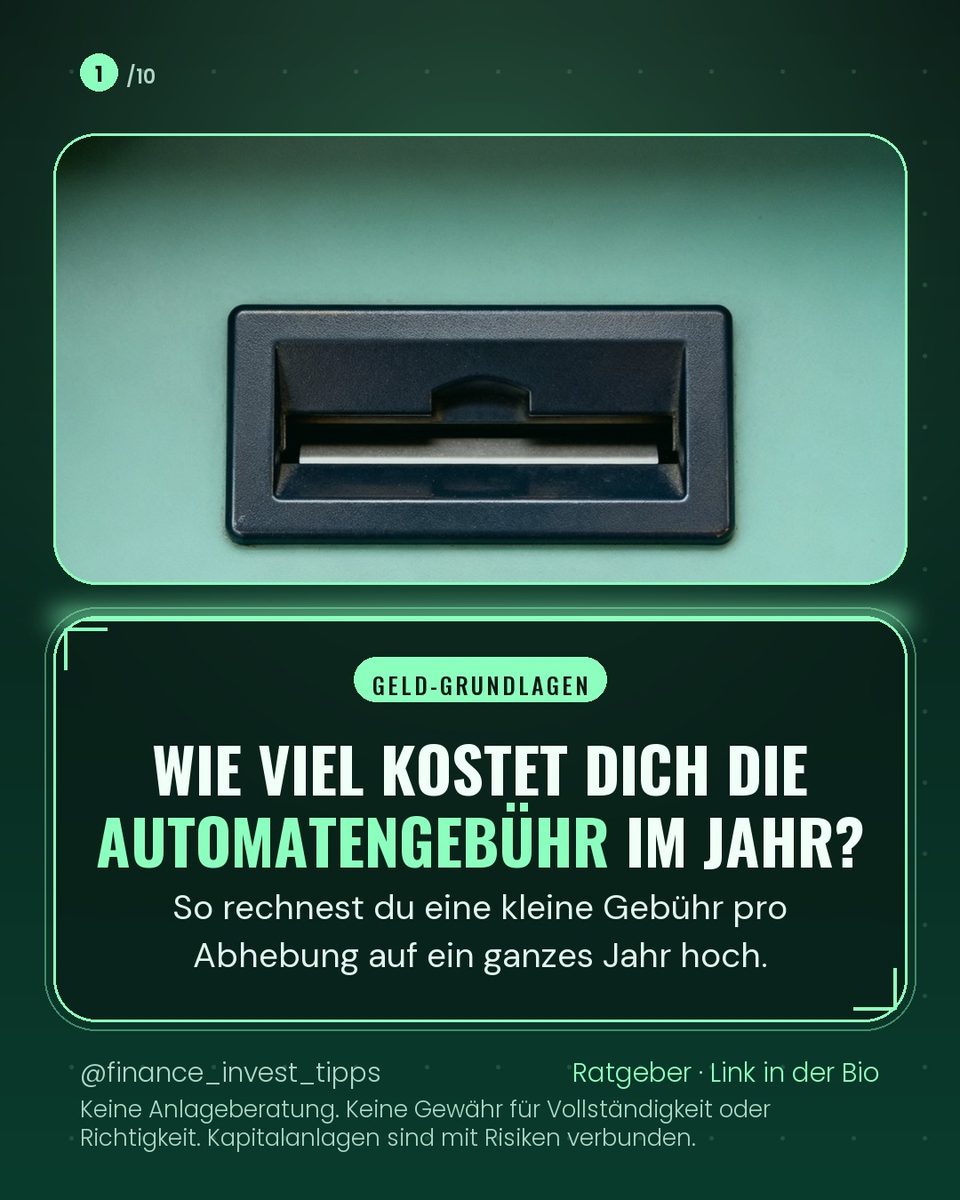 1 /10
GELD-GRUNDLAGEN
WIE VIEL KOSTET DICH DIE
AUTOMATENGEBÜHR IM JAHR?
So rechnest du eine kleine Gebühr pro
Abhebung auf ein ganzes Jahr hoch.
@finance_invest_tipps
Ratgeber · Link in der Bio
Keine Anlageberatung. Keine Gewähr für Vollständigkeit oder
Richtigkeit. Kapitalanlagen sind mit Risiken verbunden.